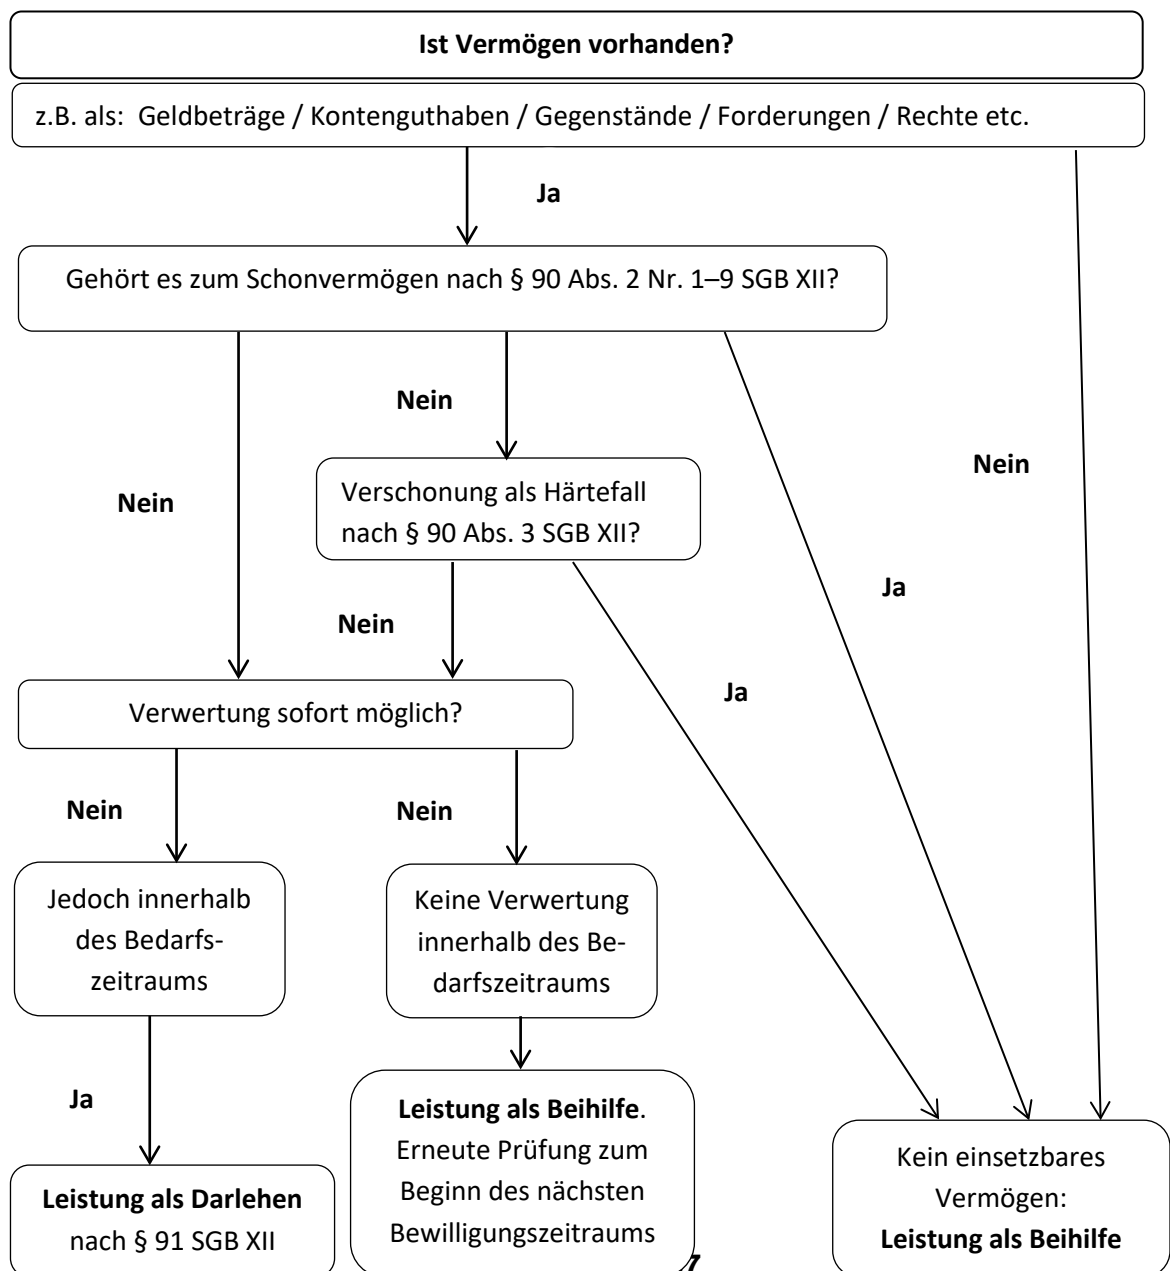 Ist Vermögen vorhanden?
z.B. als: Geldbeträge / Kontenguthaben / Gegenstände / Forderungen / Rechte etc.
Ja
Gehört es zum Schonvermögen nach § 90 Abs. 2 Nr. 1–9 SGB XII?
Nein
Nein
Verschonung als Härtefall
nach § 90 Abs. 3 SGB XII?
Nein
Ja
Nein
Ja
Verwertung sofort möglich?
Nein
Nein
Jedoch innerhalb
des Bedarfs-
zeitraums
Keine Verwertung
innerhalb des Be-
darfszeitraums
Ja
Leistung als Darlehen
nach § 91 SGB XII
Leistung als Beihilfe.
Erneute Prüfung zum
Beginn des nächsten
Bewilligungszeitraums
Kein einsetzbares
Vermögen:
Leistung als Beihilfe
7